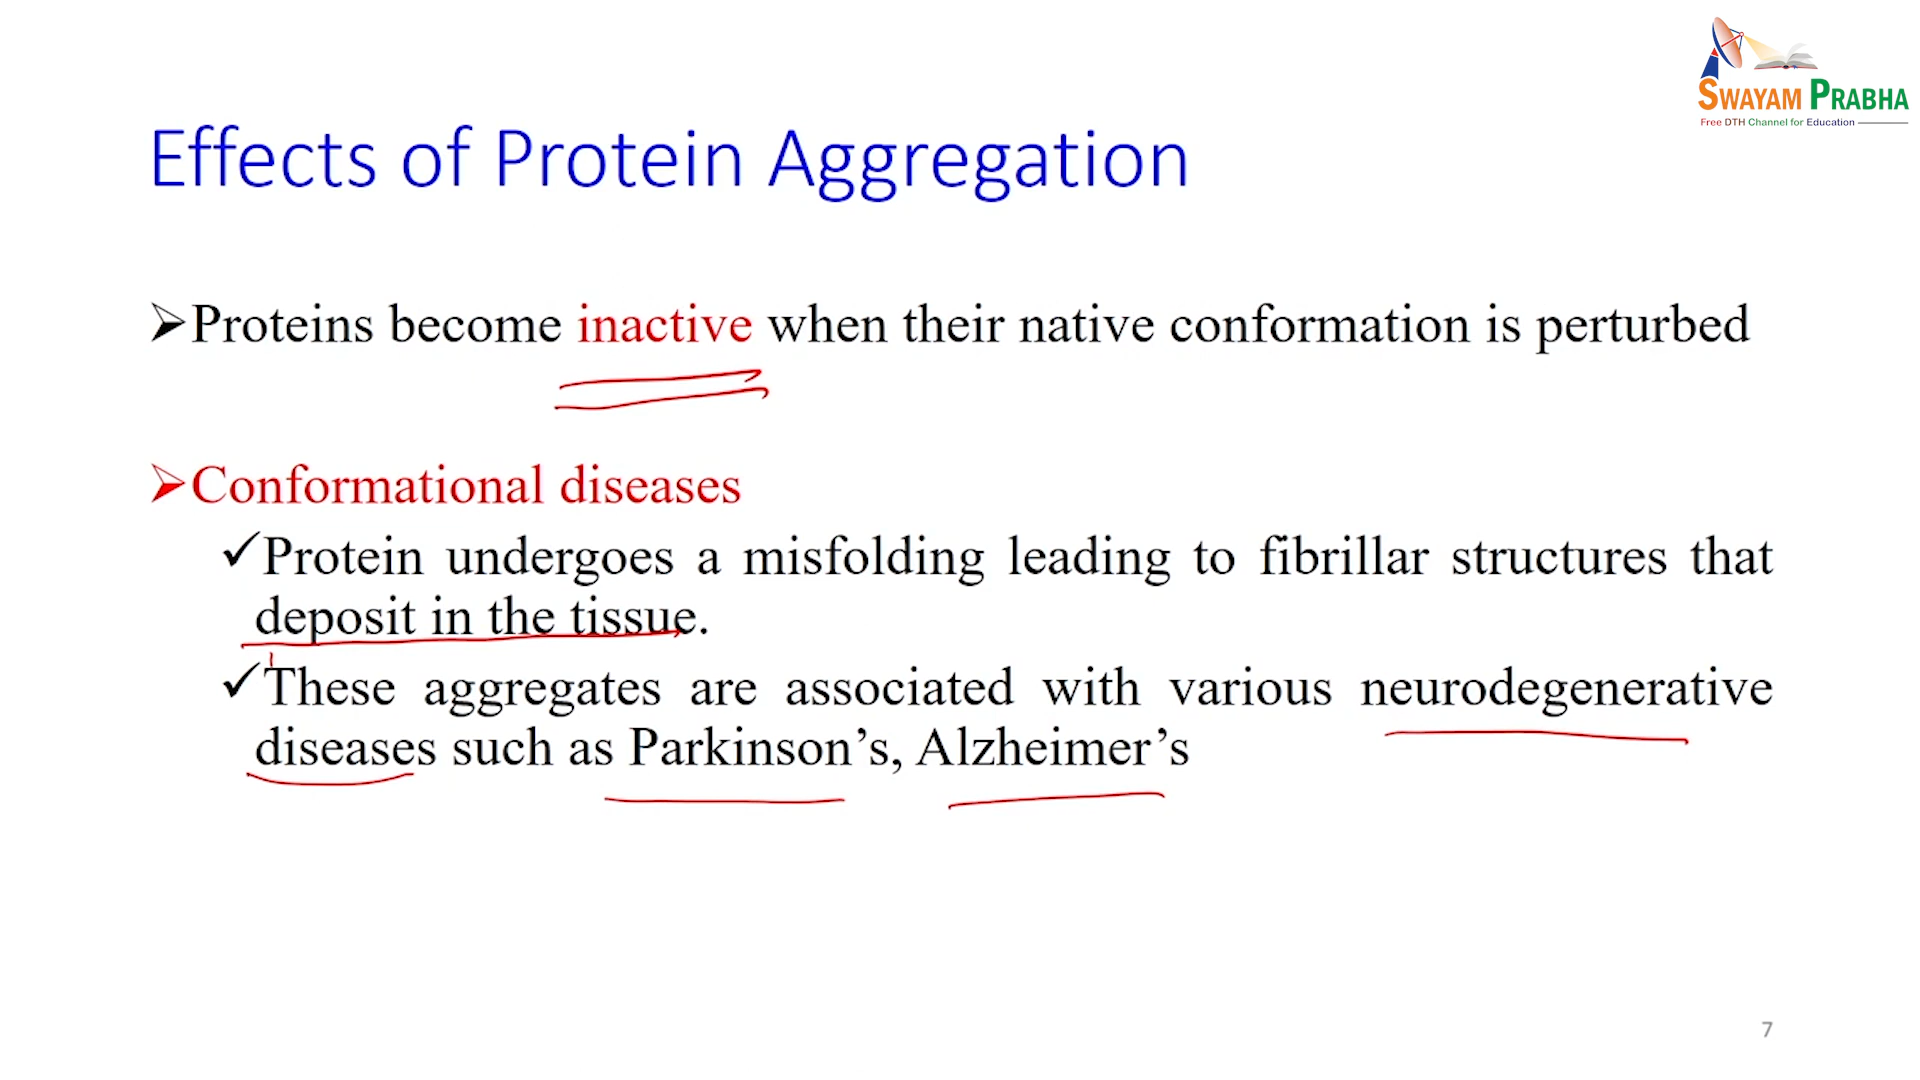 SWAYAM PRABHA
Free DTH Channel for Education
Effects of Protein Aggregation
➢Proteins become inactive when their native conformation is perturbed
➢Conformational diseases
✓Protein undergoes a misfolding leading to fibrillar structures that
deposit in the tissue.
✓These aggregates are associated with various neurodegenerative
diseases such as Parkinson’s, Alzheimer’s
7